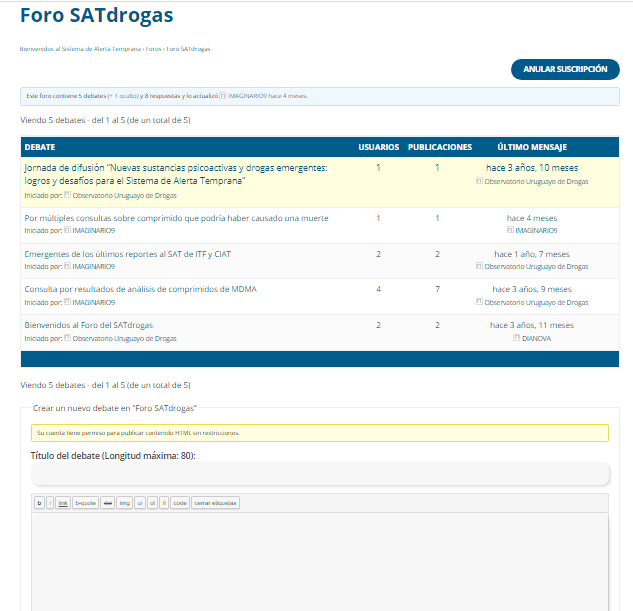 Foro SATdrogas
Bienvenidos al Sistema de Alerta Temprana › Foros › Foro SATdrogas
ANULAR SUSCRIPCIÓN
Este foro contiene 5 debates (+ 1 oculto) y 8 respuestas y lo actualizó IMAGINARIO9 hace 4 meses.
Viendo 5 debates - del 1 al 5 (de un total de 5)
DEBATE USUARIOS PUBLICACIONES ÚLTIMO MENSAJE
Jornada de difusión “Nuevas sustancias psicoactivas y drogas emergentes: 1 1 hace 3 años, 10 meses
logros y desafíos para el Sistema de Alerta Temprana” Observatorio Uruguayo de Drogas
Iniciado por: Observatorio Uruguayo de Drogas
Por múltiples consultas sobre comprimido que podría haber causado una muerte 1 1 hace 4 meses
Iniciado por: IMAGINARIO9 IMAGINARIO9
Emergentes de los últimos reportes al SAT de ITF y CIAT 2 2 hace 1 año, 7 meses
Iniciado por: IMAGINARIO9 Observatorio Uruguayo de Drogas
Consulta por resultados de análisis de comprimidos de MDMA 4 7 hace 3 años, 9 meses
Iniciado por: IMAGINARIO9 Observatorio Uruguayo de Drogas
Bienvenidos al Foro del SATdrogas 2 2 hace 3 años, 11 meses
Iniciado por: Observatorio Uruguayo de Drogas DIANOVA
Viendo 5 debates - del 1 al 5 (de un total de 5)
Crear un nuevo debate en “Foro SATdrogas”
Su cuenta tiene permiso para publicar contenido HTML sin restricciones.
Título del debate (Longitud máxima: 80):
b i link b-quote del img ul ol li code cerrar etiquetas